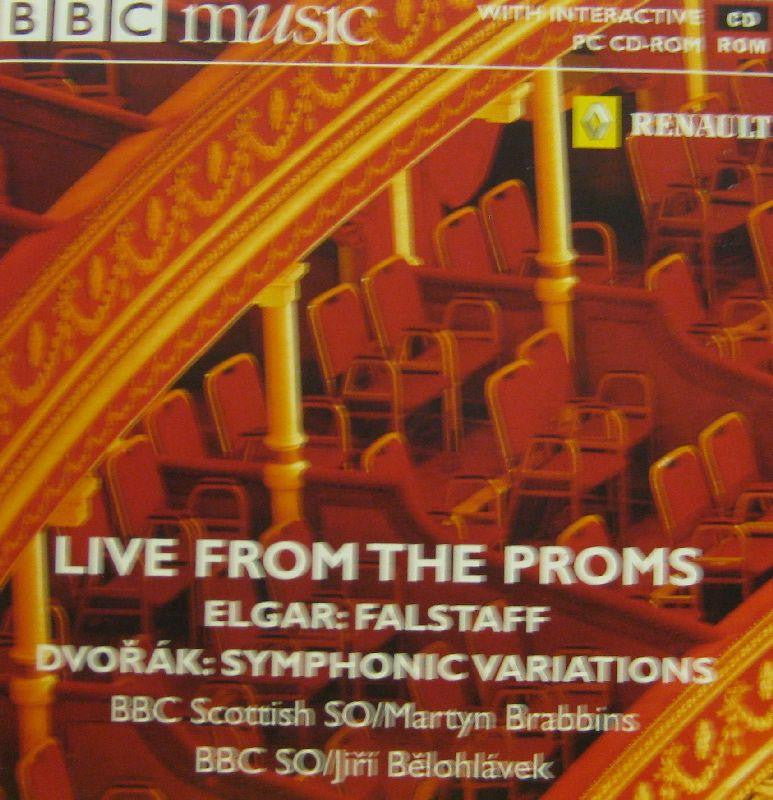 BBC music
WITH INTERACTIVE
PC CD-ROM
CD
ROM
RENAULT
LIVE FROM THE PROMS
ELGAR: FALSTAFF
DVOŘÁK: SYMPHONIC VARIATIONS
BBC Scottish SO/Martyn Brabbins
BBC SO/Jiří Bělohlávek